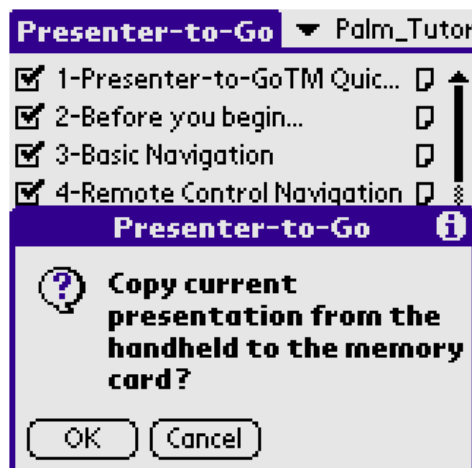 Presenter-to-Go Palm_Tutor
1-Presenter-to-GoTM Quic...
2-Before you begin...
3-Basic Navigation
4-Remote Control Navigation
Presenter-to-Go i
?
Copy current
presentation from the
handheld to the memory
card?
OK Cancel